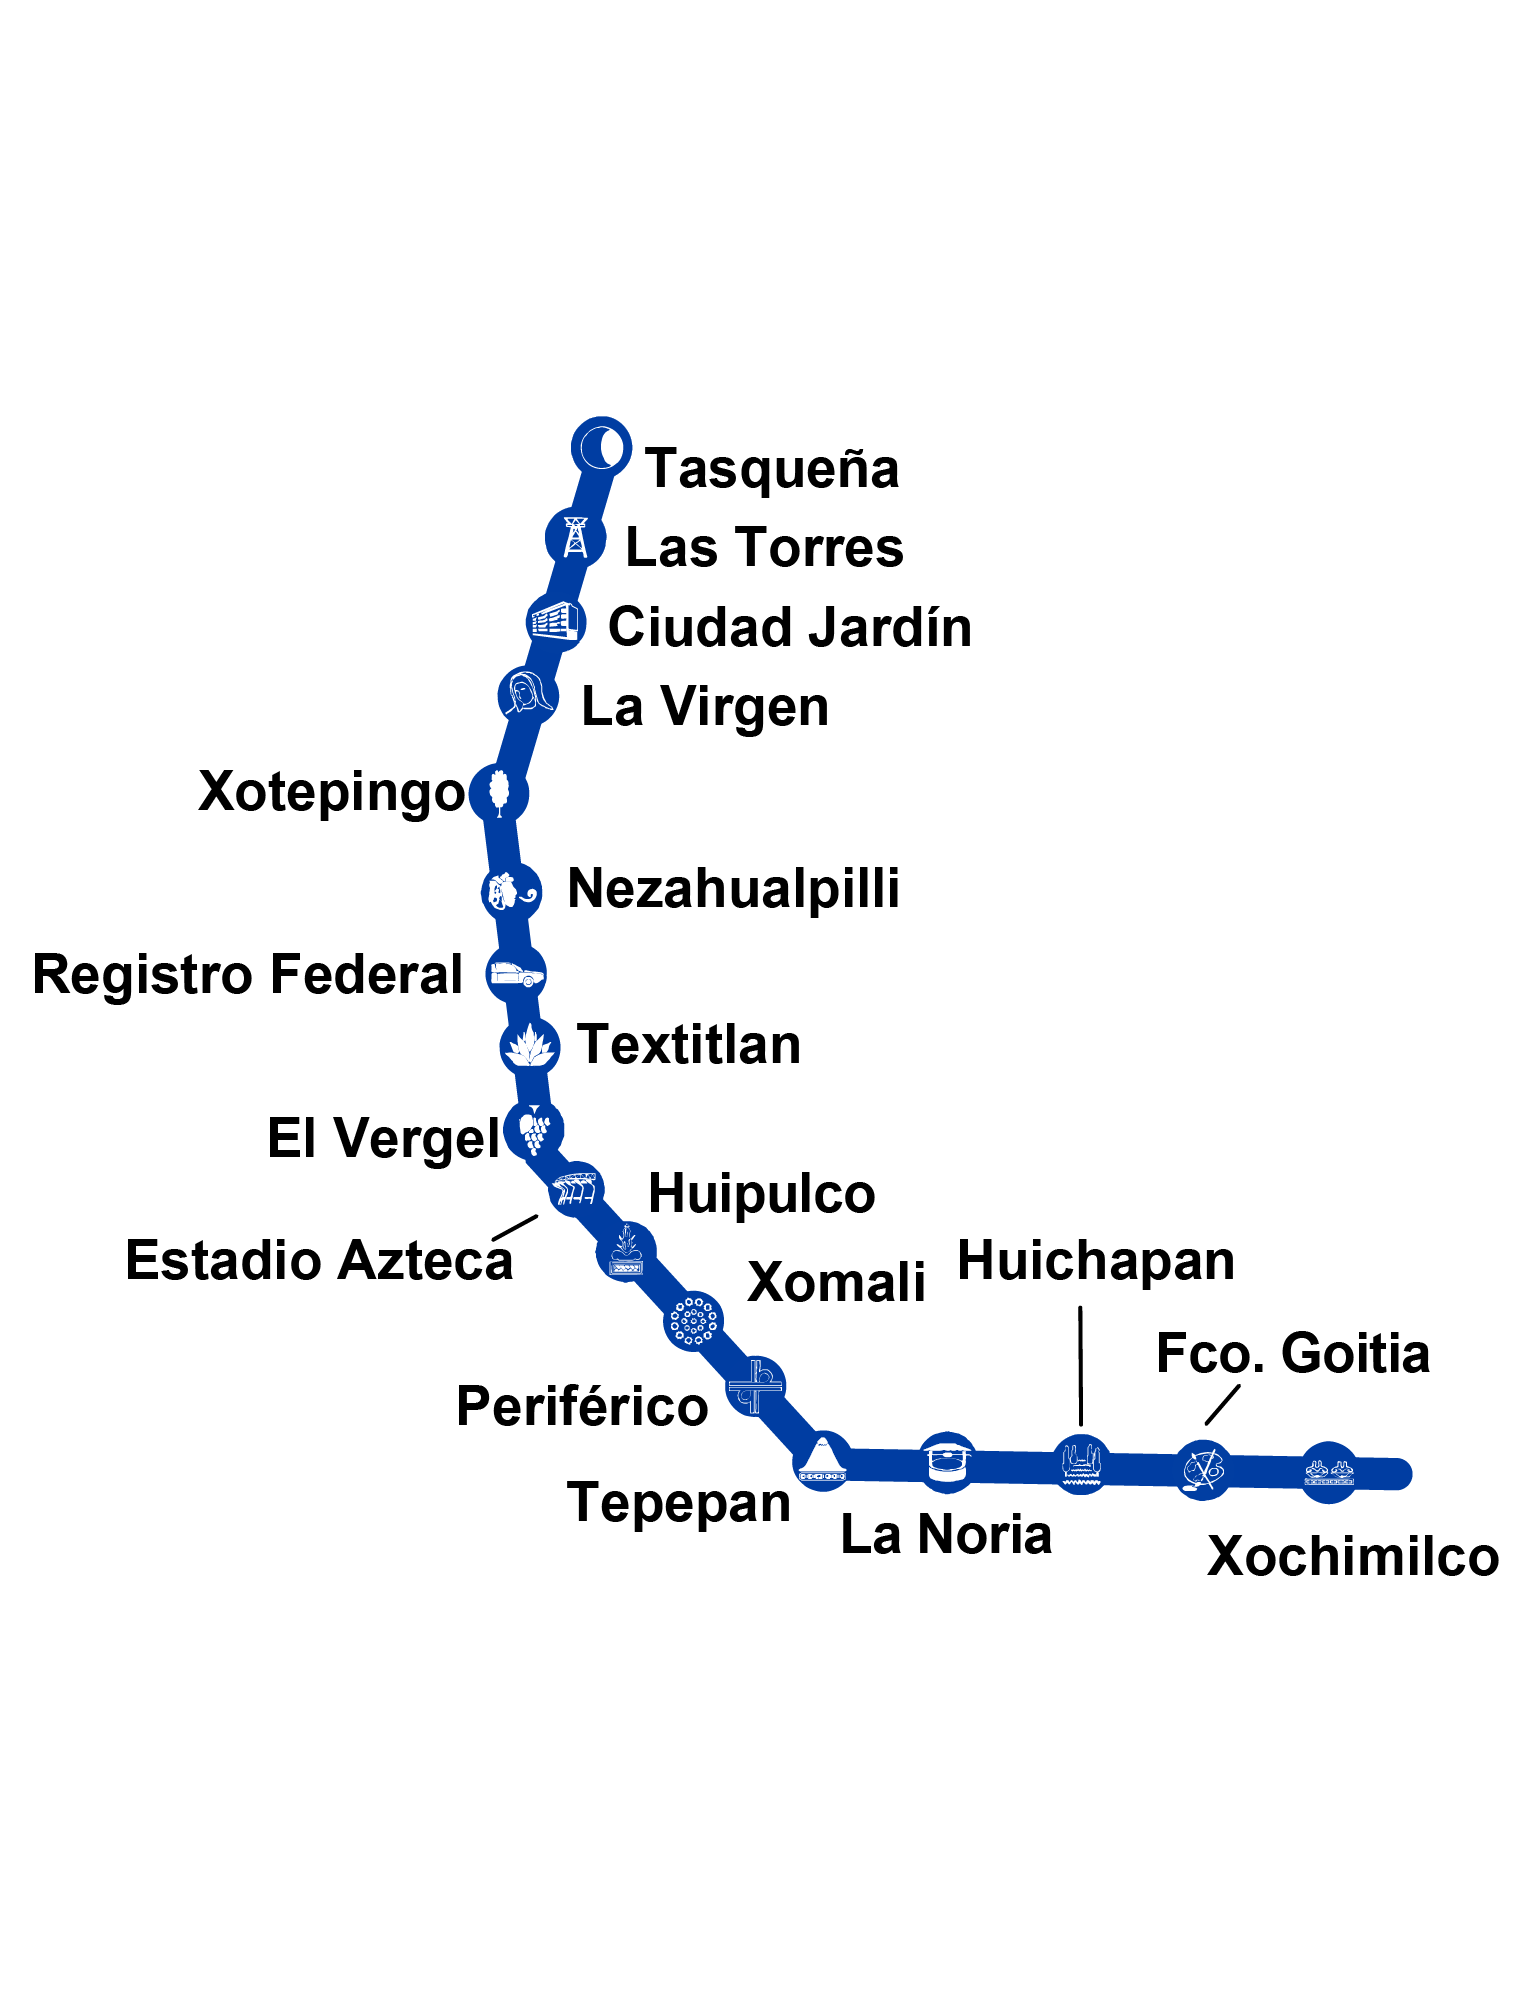 Tasqueña
Las Torres
Ciudad Jardín
La Virgen
Xotepingo
Nezahualpilli
Registro Federal
Textitlan
El Vergel
Huipulco
Estadio Azteca
Xomali
Huichapan
Fco. Goitia
Periférico
Tepepan
La Noria
Xochimilco